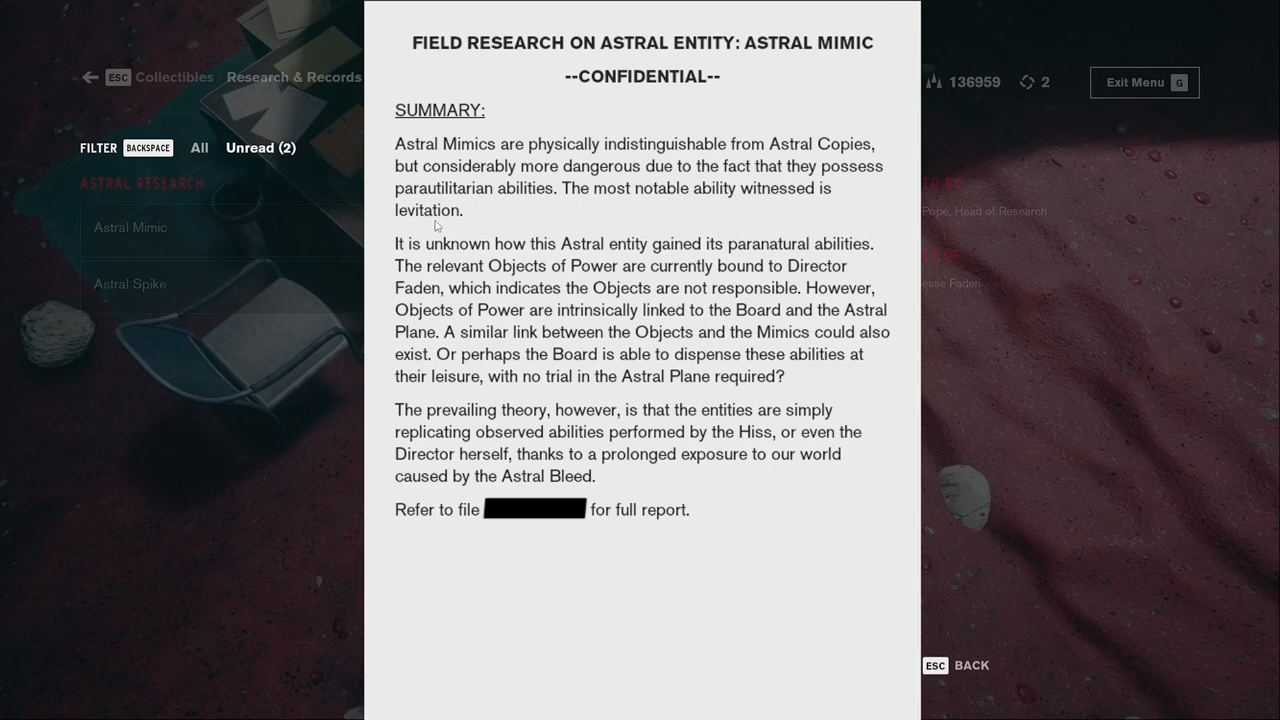 FIELD RESEARCH ON ASTRAL ENTITY: ASTRAL MIMIC
--CONFIDENTIAL--
ESC Collectibles Research & Records
136959 2
Exit Menu G
SUMMARY:
FILTER BACKSPACE All Unread (2)
Astral Mimics are physically indistinguishable from Astral Copies,
but considerably more dangerous due to the fact that they possess
parautilitarian abilities. The most notable ability witnessed is
levitation.
ASTRAL RESEARCH
Astral Mimic
Astral Spike
It is unknown how this Astral entity gained its paranatural abilities.
The relevant Objects of Power are currently bound to Director
Faden, which indicates the Objects are not responsible. However,
Objects of Power are intrinsically linked to the Board and the Astral
Plane. A similar link between the Objects and the Mimics could also
exist. Or perhaps the Board is able to dispense these abilities at
their leisure, with no trial in the Astral Plane required?
The prevailing theory, however, is that the entities are simply
replicating observed abilities performed by the Hiss, or even the
Director herself, thanks to a prolonged exposure to our world
caused by the Astral Bleed.
Refer to file for full report.
ED BY
Pope, Head of Research
esse Faden
ESC BACK